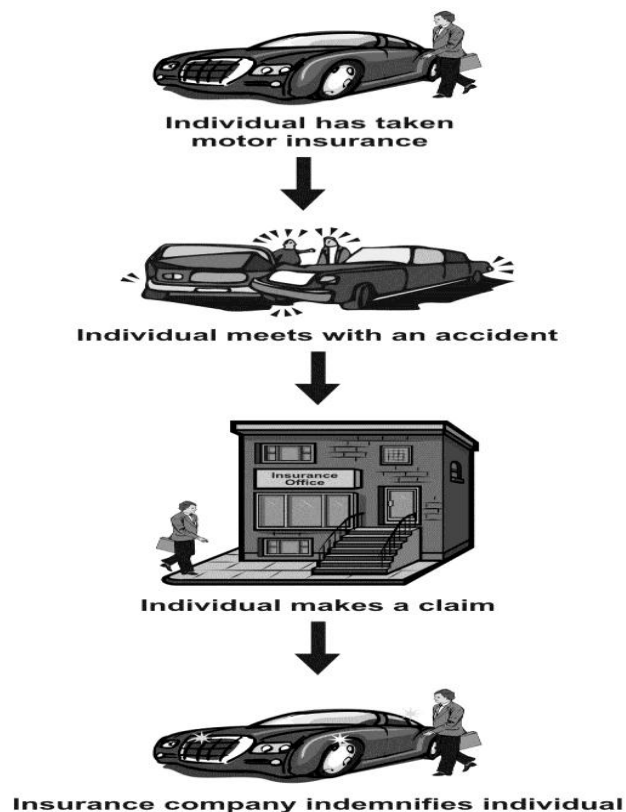 Individual has taken
motor insurance
Individual meets with an accident
Insurance
Office
Individual makes a claim
Insurance company indemnifies individual